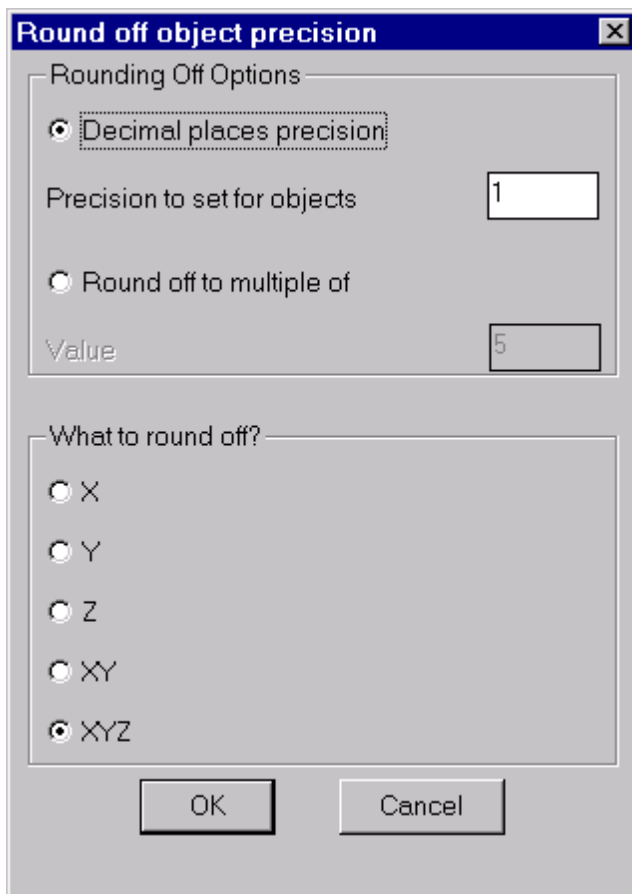 Round off object precision
Rounding Off Options
Decimal places precision
Precision to set for objects 1
Round off to multiple of
Value 5
What to round off?
X
Y
Z
XY
XYZ
OK Cancel